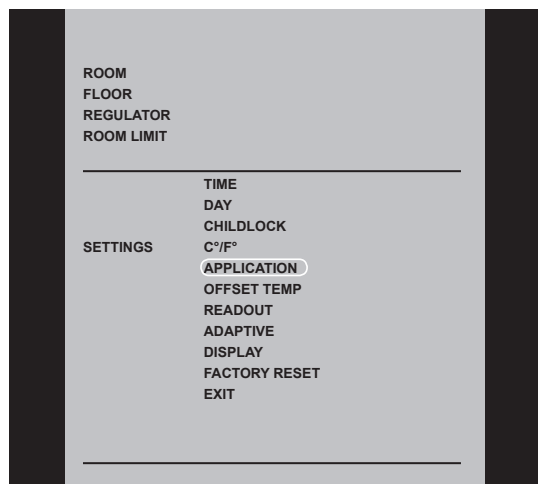 ROOM
FLOOR
REGULATOR
ROOM LIMIT
TIME
DAY
CHILDLOCK
SETTINGS C°/F°
APPLICATION
OFFSET TEMP
READOUT
ADAPTIVE
DISPLAY
FACTORY RESET
EXIT